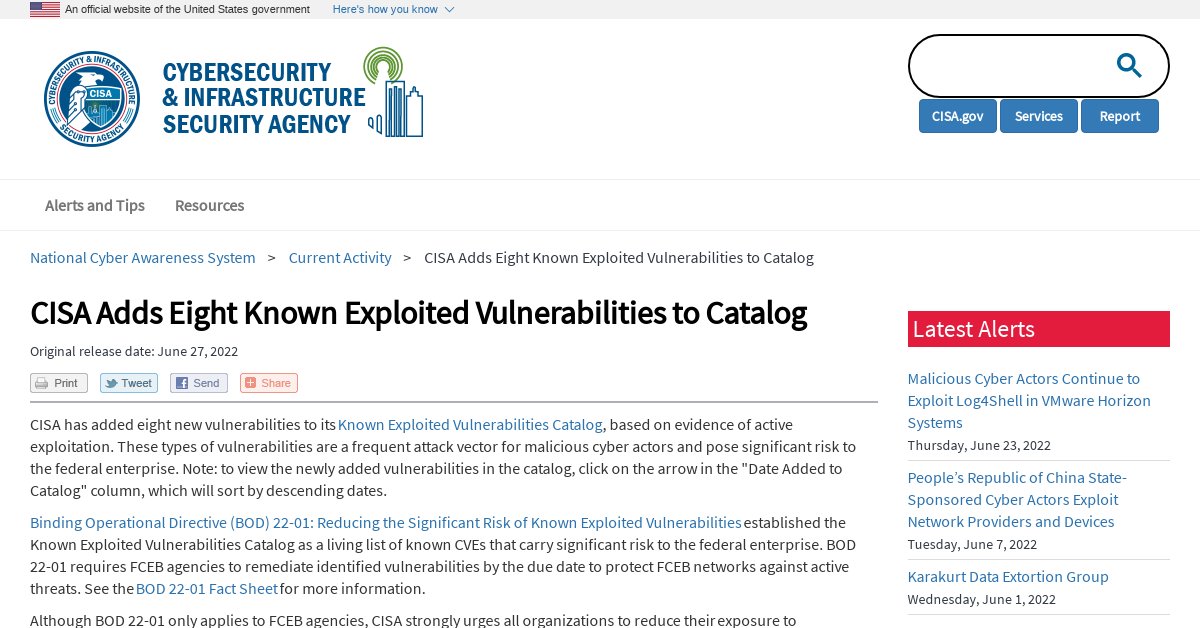 An official website of the United States government Here's how you know
CYBERSECURITY & INFRASTRUCTURE
CISA
SECURITY AGENCY
CYBERSECURITY
& INFRASTRUCTURE
SECURITY AGENCY
CISA.gov Services Report
Alerts and Tips Resources
National Cyber Awareness System > Current Activity > CISA Adds Eight Known Exploited Vulnerabilities to Catalog
CISA Adds Eight Known Exploited Vulnerabilities to Catalog
Original release date: June 27, 2022
Print Tweet Send Share
CISA has added eight new vulnerabilities to its Known Exploited Vulnerabilities Catalog, based on evidence of active
exploitation. These types of vulnerabilities are a frequent attack vector for malicious cyber actors and pose significant risk to
the federal enterprise. Note: to view the newly added vulnerabilities in the catalog, click on the arrow in the "Date Added to
Catalog" column, which will sort by descending dates.
Binding Operational Directive (BOD) 22-01: Reducing the Significant Risk of Known Exploited Vulnerabilities established the
Known Exploited Vulnerabilities Catalog as a living list of known CVEs that carry significant risk to the federal enterprise. BOD
22-01 requires FCEB agencies to remediate identified vulnerabilities by the due date to protect FCEB networks against active
threats. See the BOD 22-01 Fact Sheet for more information.
Although BOD 22-01 only applies to FCEB agencies, CISA strongly urges all organizations to reduce their exposure to
Latest Alerts
Malicious Cyber Actors Continue to
Exploit Log4Shell in VMware Horizon
Systems
Thursday, June 23, 2022
People’s Republic of China State-
Sponsored Cyber Actors Exploit
Network Providers and Devices
Tuesday, June 7, 2022
Karakurt Data Extortion Group
Wednesday, June 1, 2022